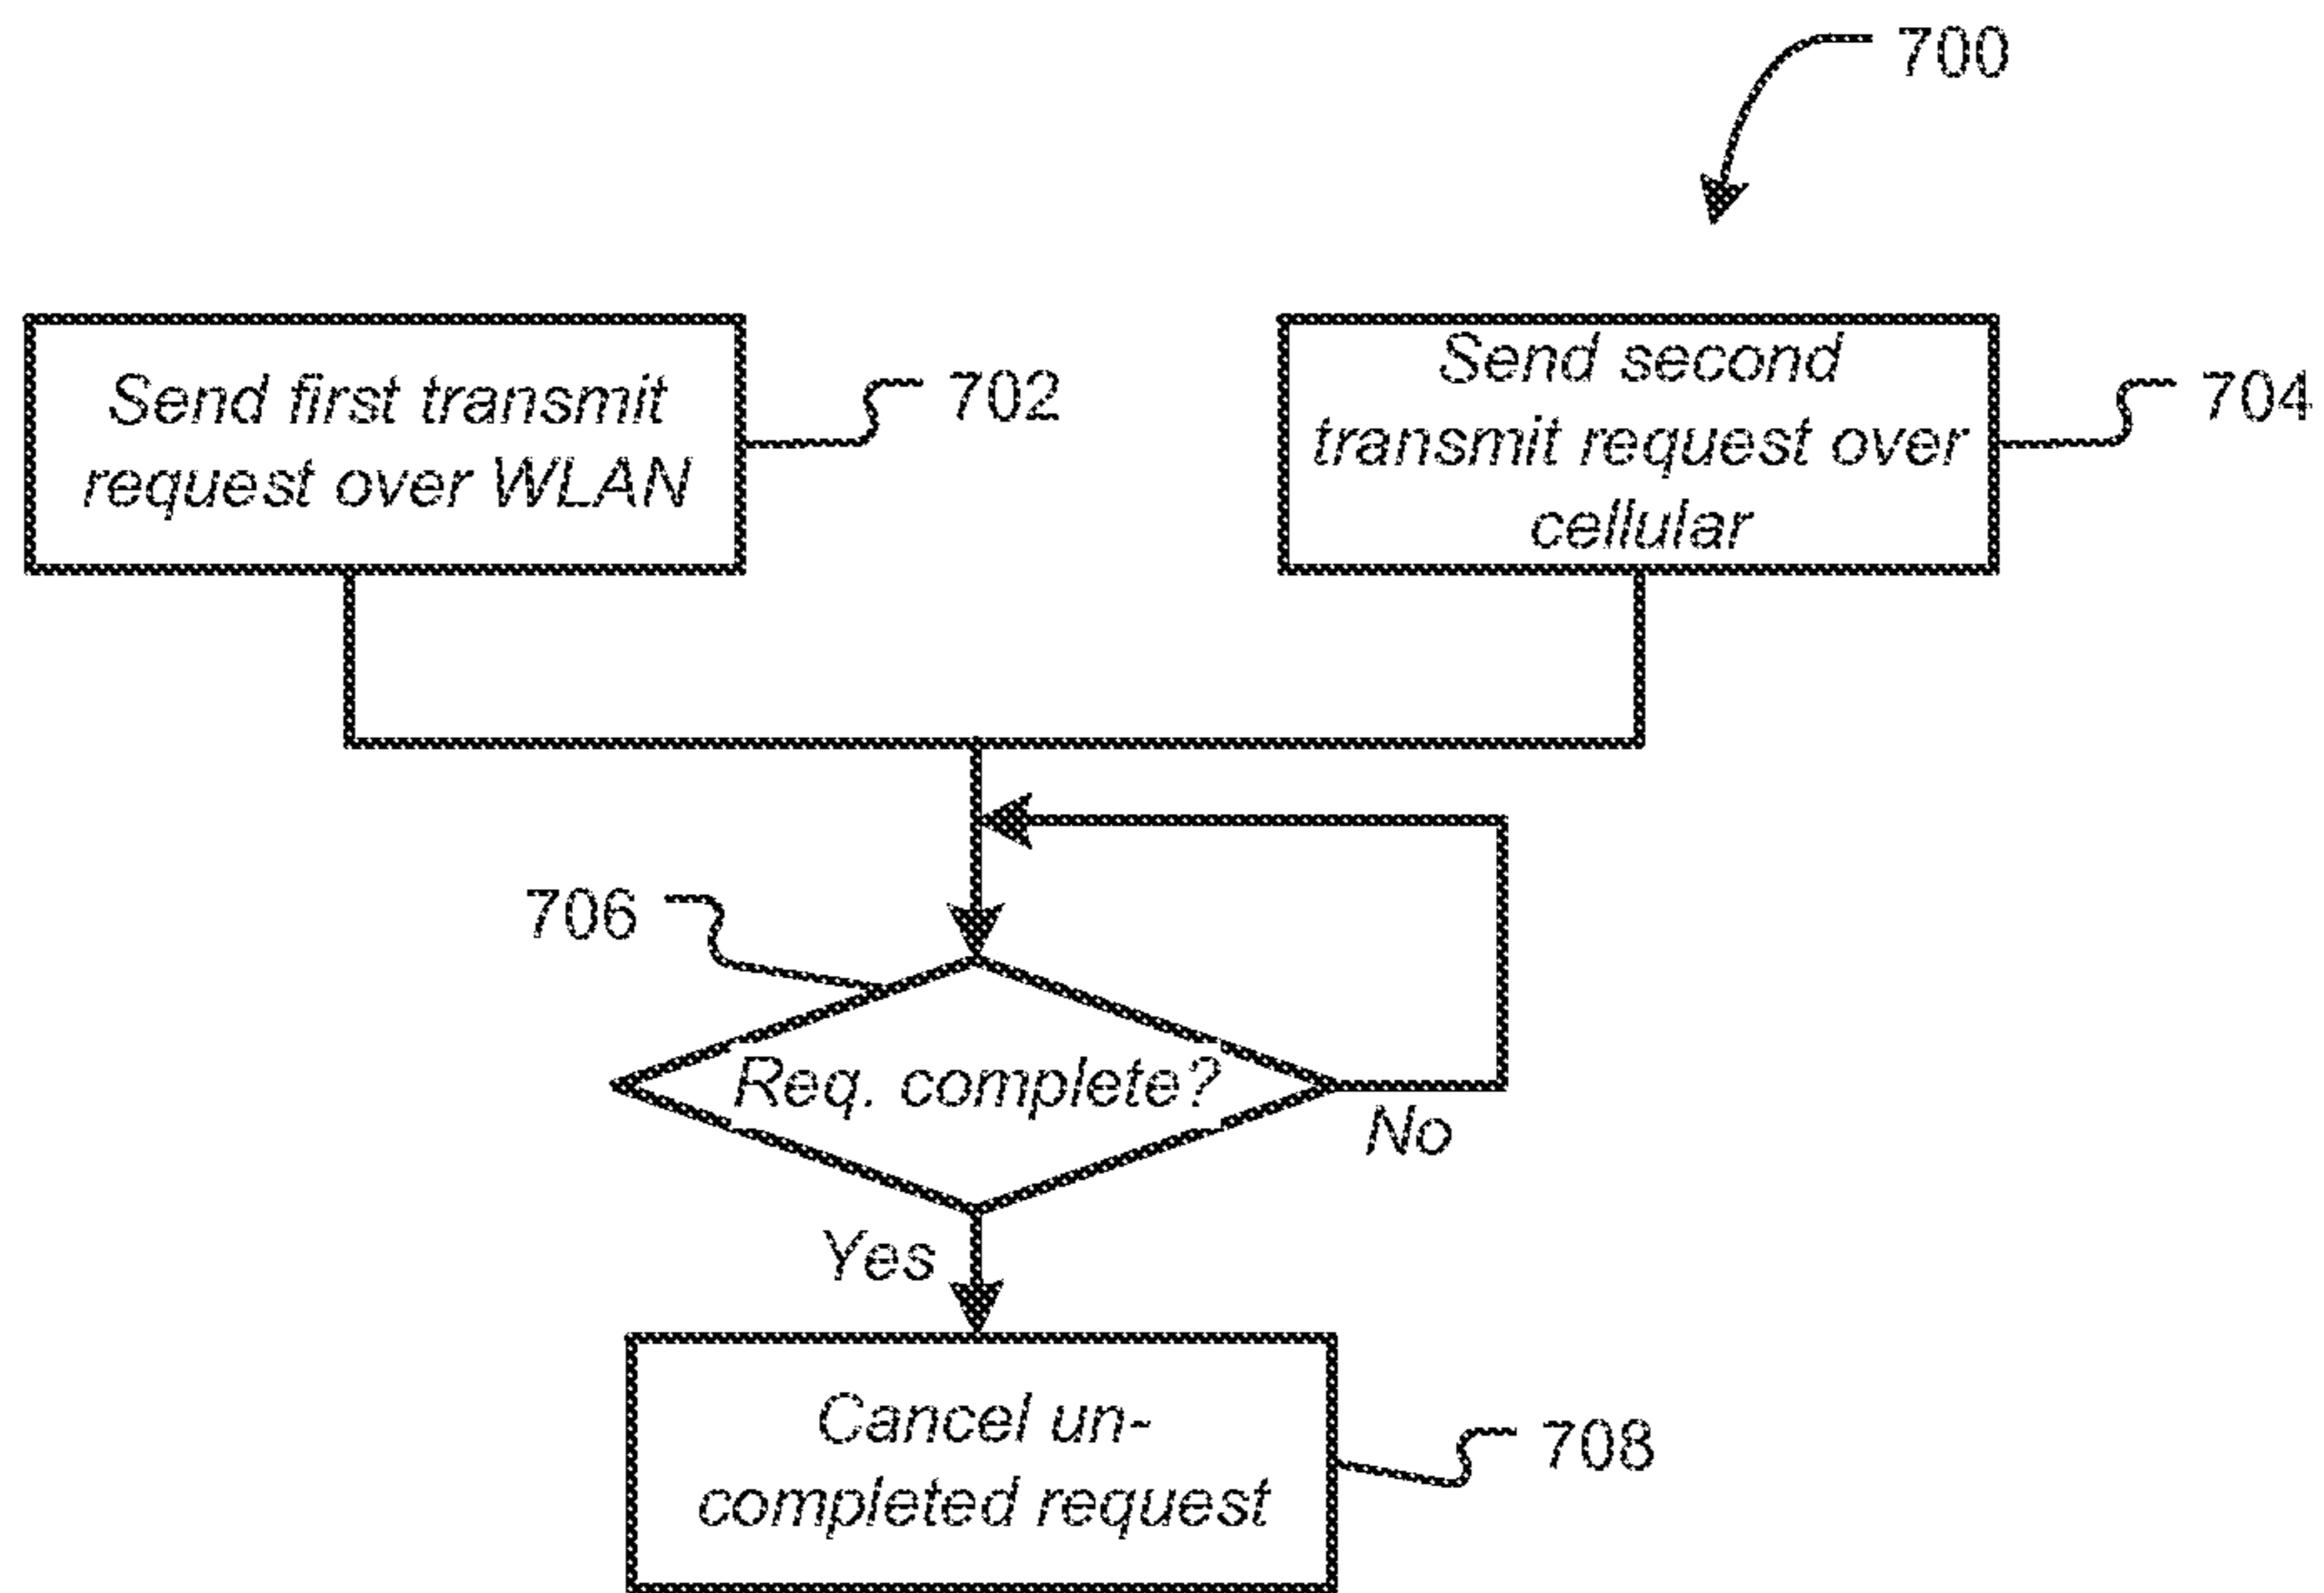 700
Send first transmit
request over WLAN
702
Send second
transmit request over
cellular
704
706
Req. complete?
No
Yes
Cancel un-
completed request
708